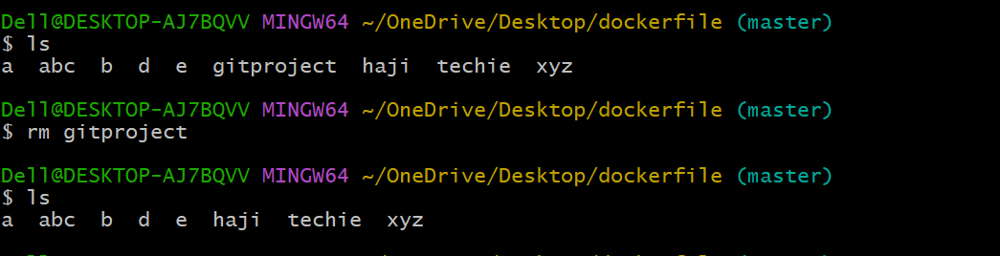 Dell@DESKTOP-AJ7BQVV MINGW64 ~/OneDrive/Desktop/dockerfile (master)
$ ls
a  abc  b  d  e  gitproject  haji  techie  xyz
Dell@DESKTOP-AJ7BQVV MINGW64 ~/OneDrive/Desktop/dockerfile (master)
$ rm gitproject
Dell@DESKTOP-AJ7BQVV MINGW64 ~/OneDrive/Desktop/dockerfile (master)
$ ls
a  abc  b  d  e  haji  techie  xyz